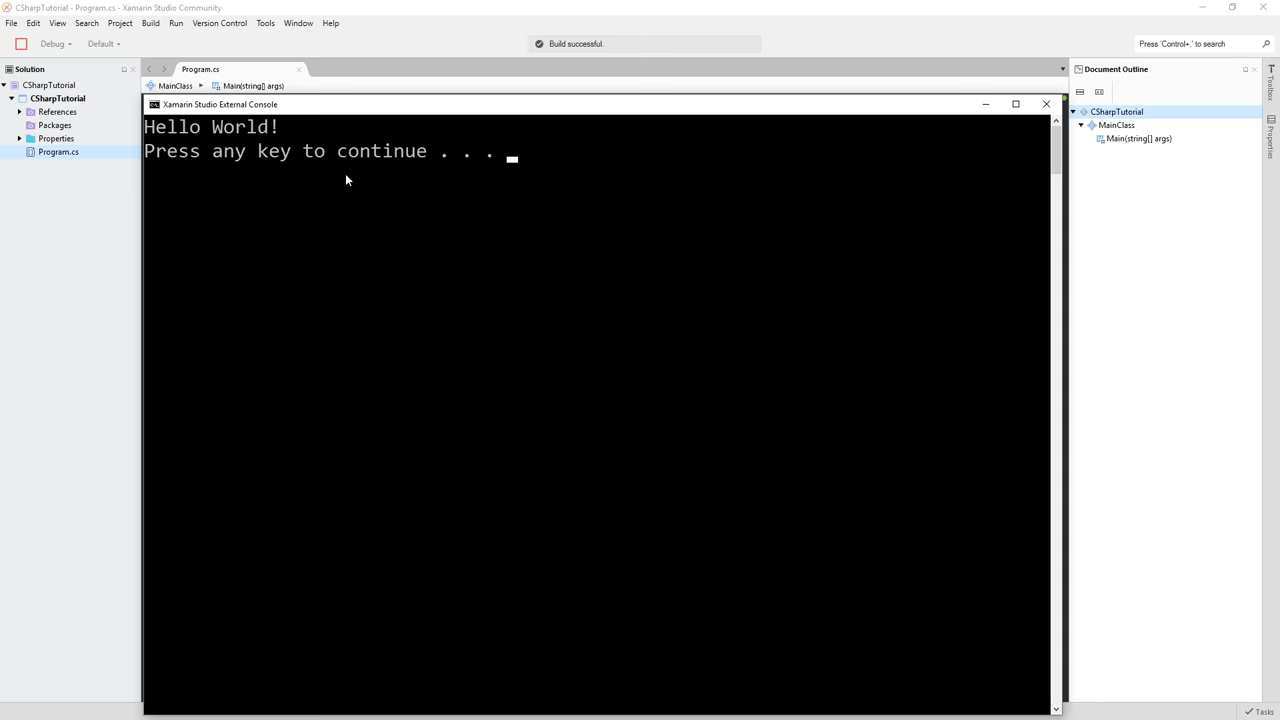 CSharpTutorial - Program.cs - Xamarin Studio Community
File Edit View Search Project Build Run Version Control Tools Window Help
Debug Default Build successful. Press 'Control+,' to search
Solution
CSharpTutorial
CSharpTutorial
References
Packages
Properties
Program.cs
Program.cs
MainClass Main(string[] args)
Xamarin Studio External Console
Hello World!
Press any key to continue . . .
Document Outline
CSharpTutorial
MainClass
Main(string[] args)
Toolbox
Properties
Tasks